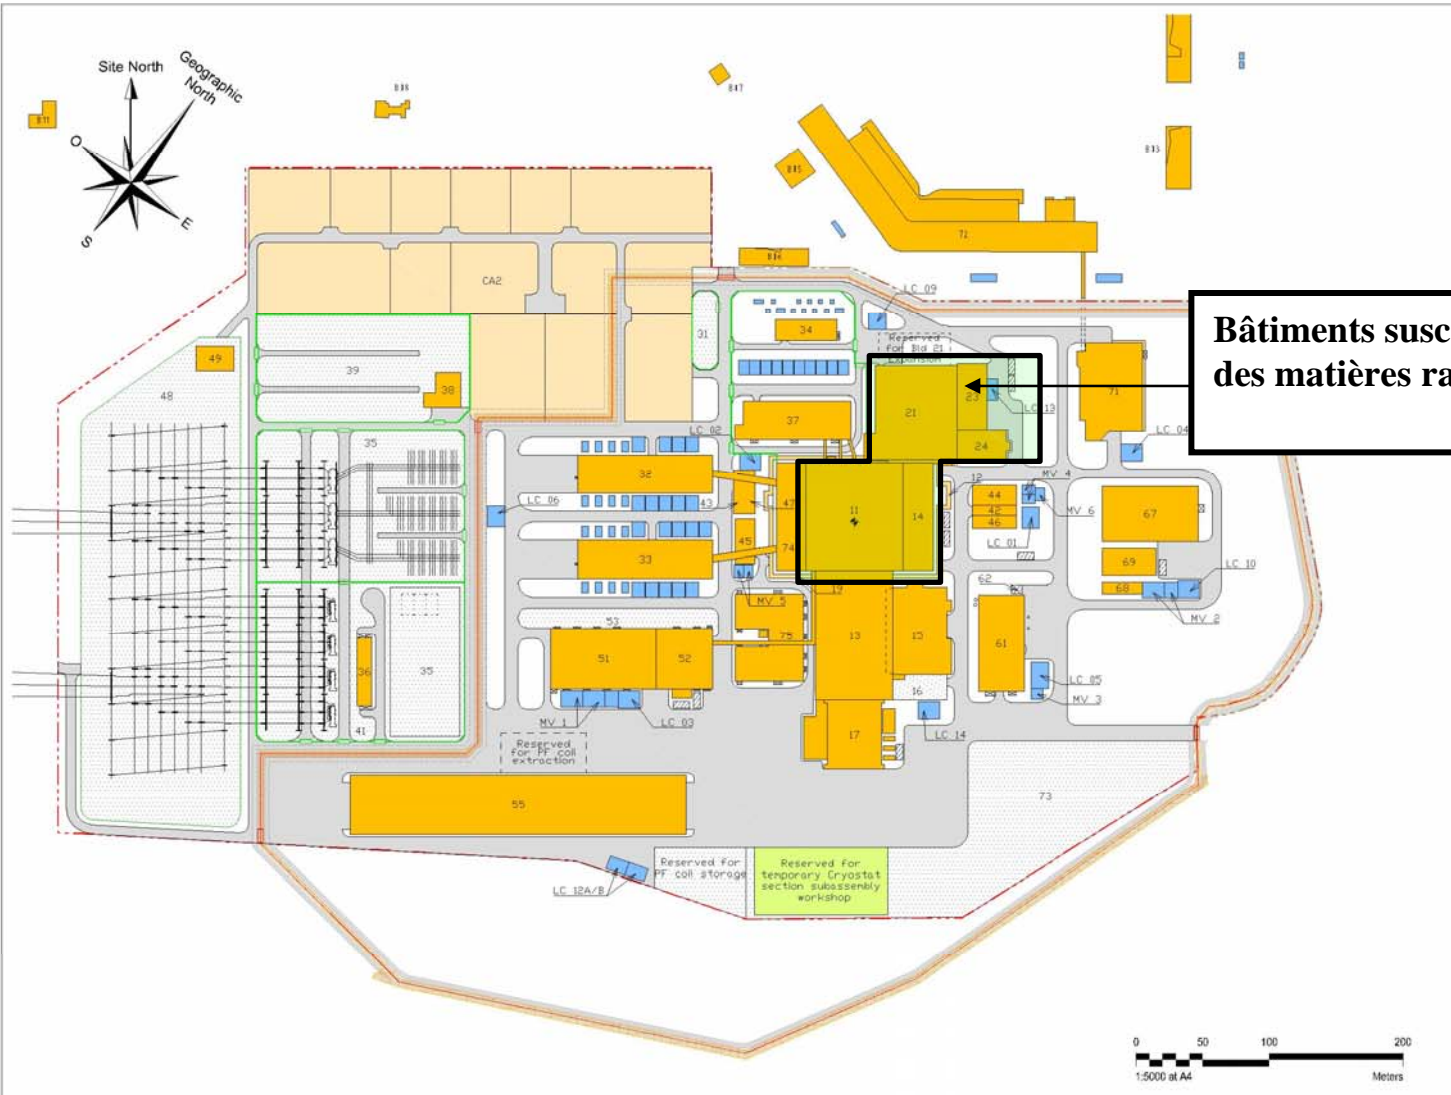 Site North
Geographic
North
O
E
S
B11
B08
B07
B05
B03
B04
72
CA2
LC 09
31
34
Reserved
for Bld 21
Expansion
Bâtiments susc
des matières ra
49
48
39
38
35
37
LC 02
21
23
LC 13
24
71
LC 04
32
43
47
LC 06
11
14
12
44
42
46
MV 4
MV 6
LC 01
67
33
45
74
MV 5
19
69
68
LC 10
MV 2
62
53
51
52
75
13
15
61
36
35
41
MV 1
LC 03
16
17
LC 14
LC 05
MV 3
Reserved
for PF coil
extraction
55
73
Reserved for
PF coil storage
Reserved for
temporary Cryostat
section subassembly
workshop
LC 12A/B
0
50
100
200
1:5000 at A4
Meters